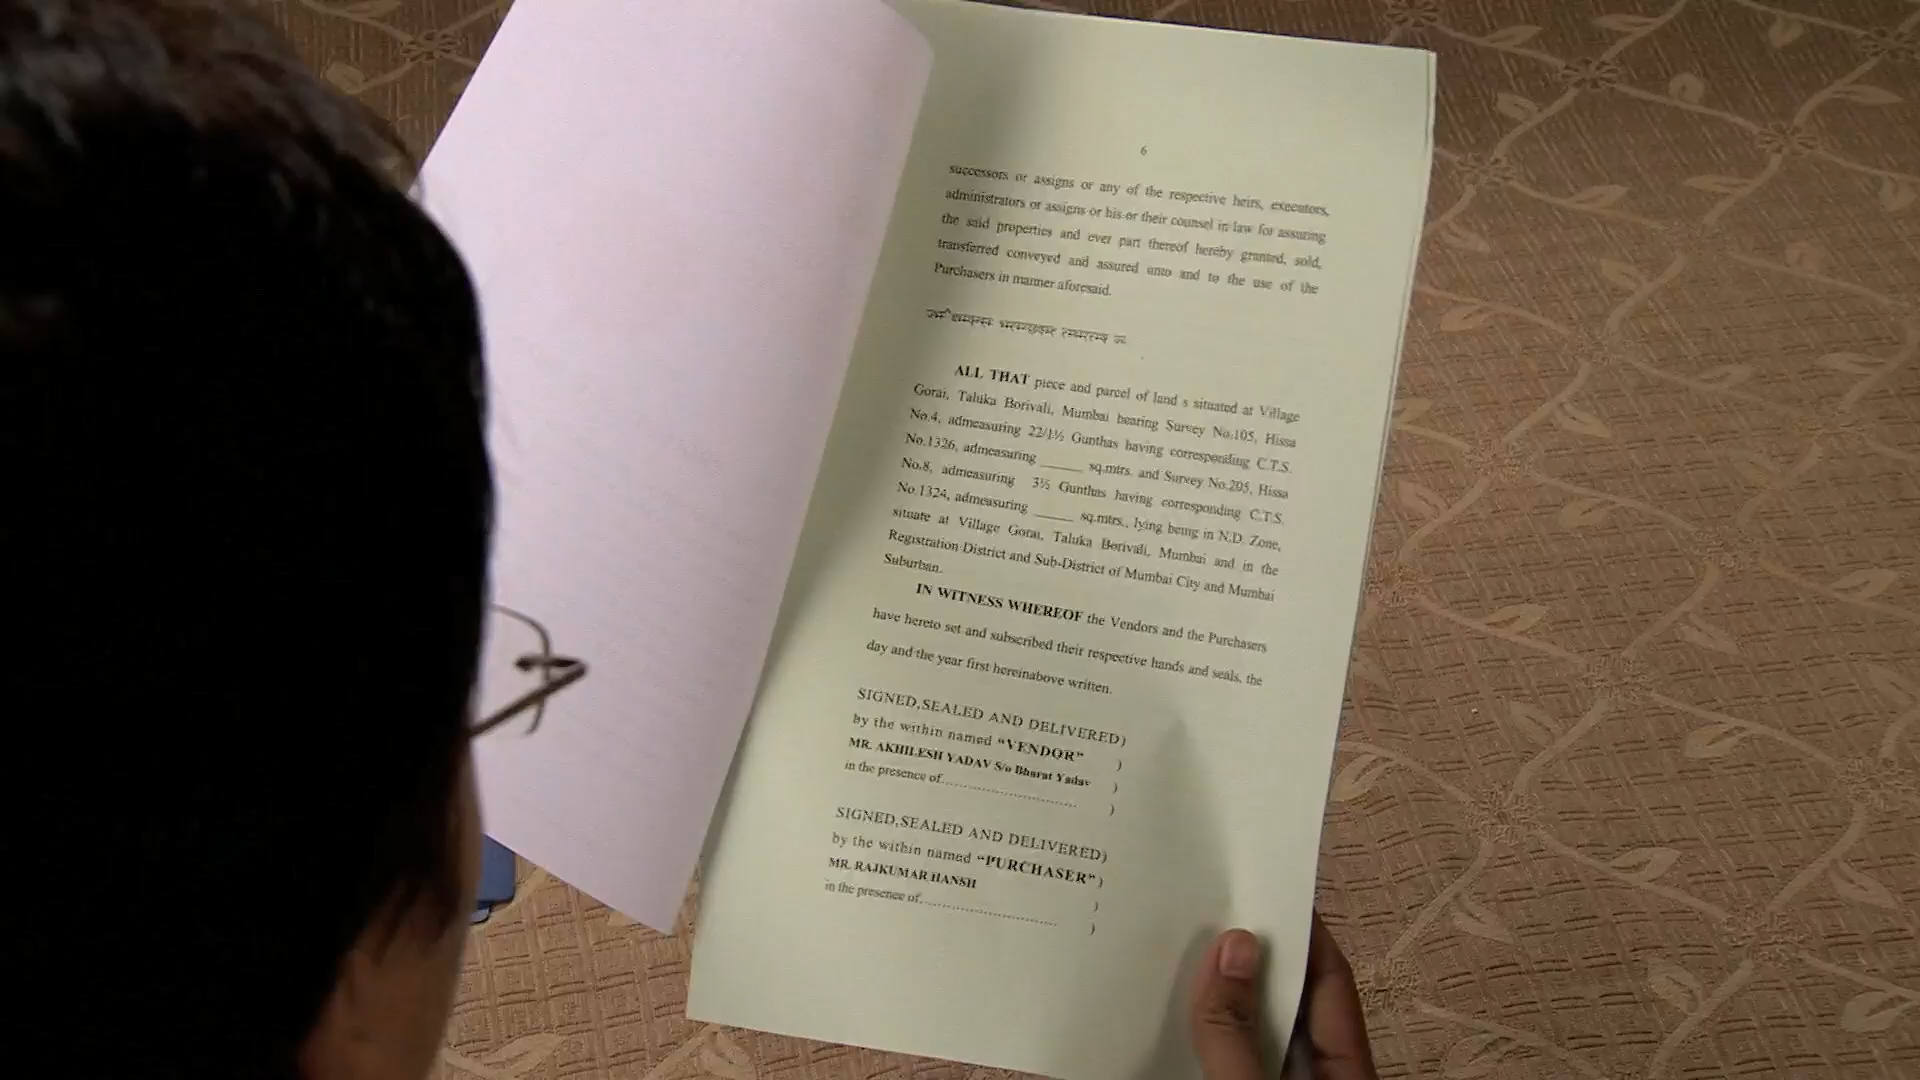 6
successors or assigns or any of the respective heirs, executors,
administrators or assigns or his or their counsel in law for assuring
the said properties and ever part thereof hereby granted, sold,
transferred conveyed and assured unto and to the use of the
Purchasers in manner aforesaid.
ALL THAT piece and parcel of land s situated at Village
Gorai, Taluka Borivali, Mumbai bearing Survey No.105, Hissa
No.4, admeasuring 22/1½ Gunthas having corresponding C.T.S.
No.1326, admeasuring _____ sq.mtrs. and Survey No.205, Hissa
No.8, admeasuring 3½ Gunthas having corresponding C.T.S.
No.1324, admeasuring _____ sq.mtrs., lying being in N.D. Zone,
situate at Village Gorai, Taluka Borivali, Mumbai and in the
Registration District and Sub-District of Mumbai City and Mumbai
Suburban.
IN WITNESS WHEREOF the Vendors and the Purchasers
have hereto set and subscribed their respective hands and seals, the
day and the year first hereinabove written.
SIGNED,SEALED AND DELIVERED)
by the within named “VENDOR” )
MR. AKHILESH YADAV S/o Bharat Yadav )
in the presence of.............................. )
SIGNED,SEALED AND DELIVERED)
by the within named “PURCHASER”)
MR. RAJKUMAR HANSH )
in the presence of.............................. )